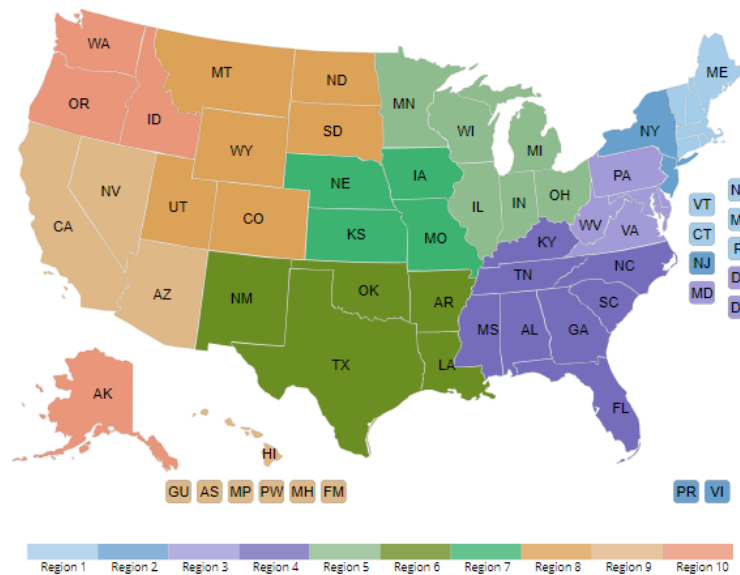 WA
ME
MT
ND
OR
MN
ID
SD
WI
NY
WY
MI
PA
NE
IA
NV
OH
UT
IL
IN
CO
WV
VA
CA
KS
MO
KY
NC
TN
AZ
OK
NM
AR
SC
MS
AL
GA
TX
LA
AK
FL
HI
VT
CT
NJ
MD
N
M
R
D
D
GU AS MP PW MH FM
PR VI
Region 1 Region 2 Region 3 Region 4 Region 5 Region 6 Region 7 Region 8 Region 9 Region 10